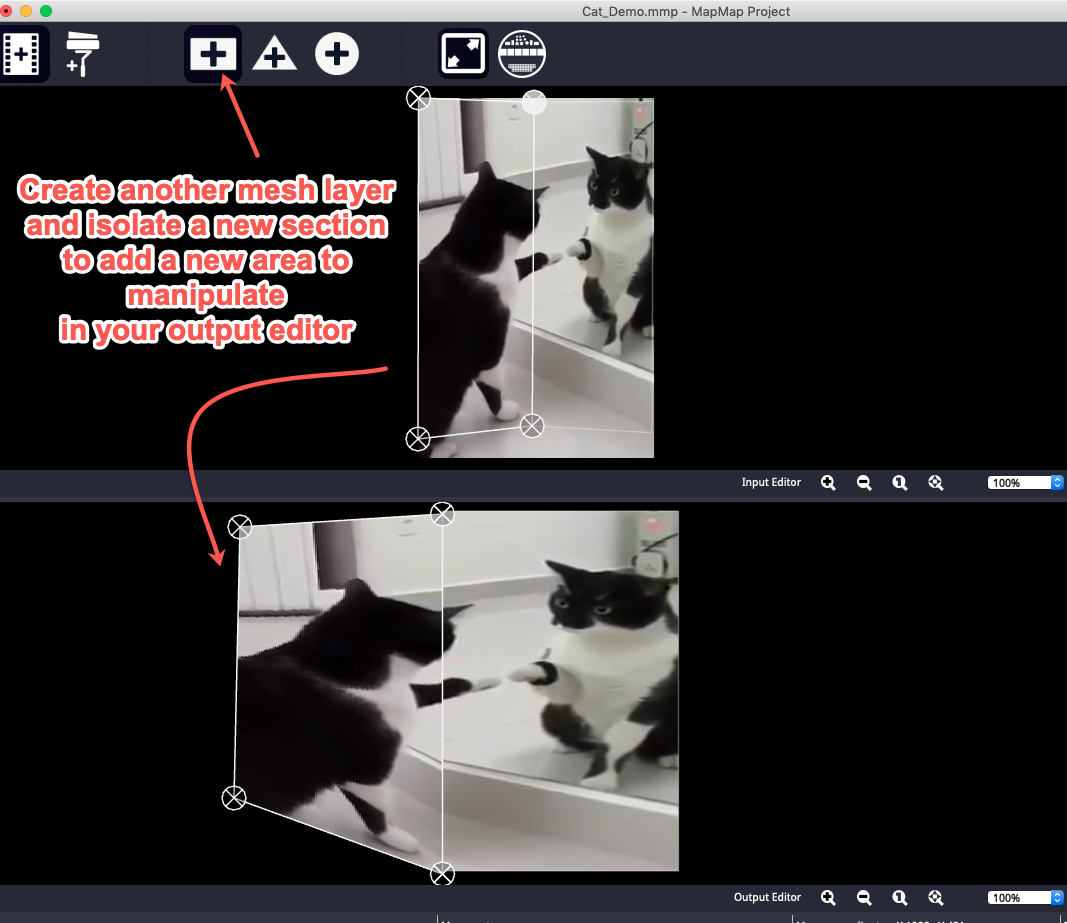 Cat_Demo.mmp - MapMap Project
Create another mesh layer
and isolate a new section
to add a new area to
manipulate
in your output editor
Input Editor
100%
Output Editor
100%